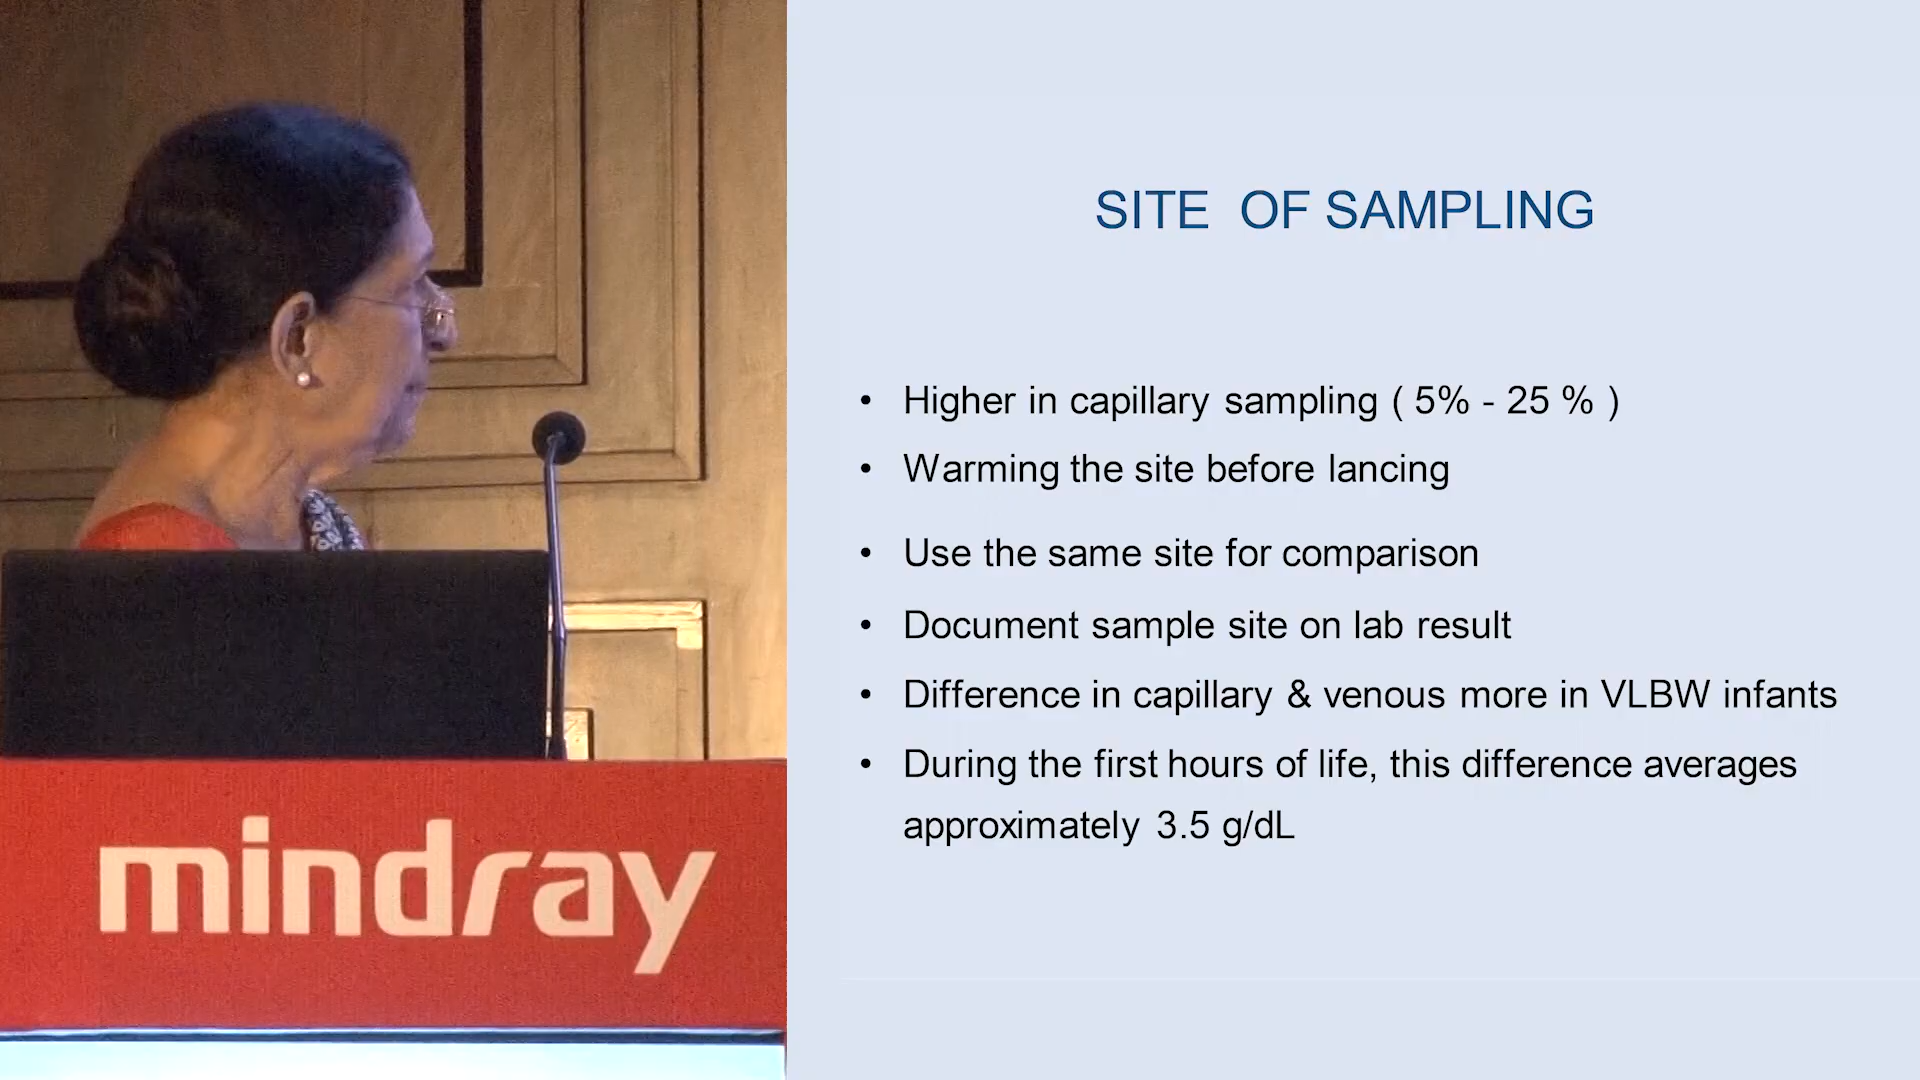 mindray
SITE OF SAMPLING
• Higher in capillary sampling ( 5% - 25 % )
• Warming the site before lancing
• Use the same site for comparison
• Document sample site on lab result
• Difference in capillary & venous more in VLBW infants
• During the first hours of life, this difference averages
approximately 3.5 g/dL